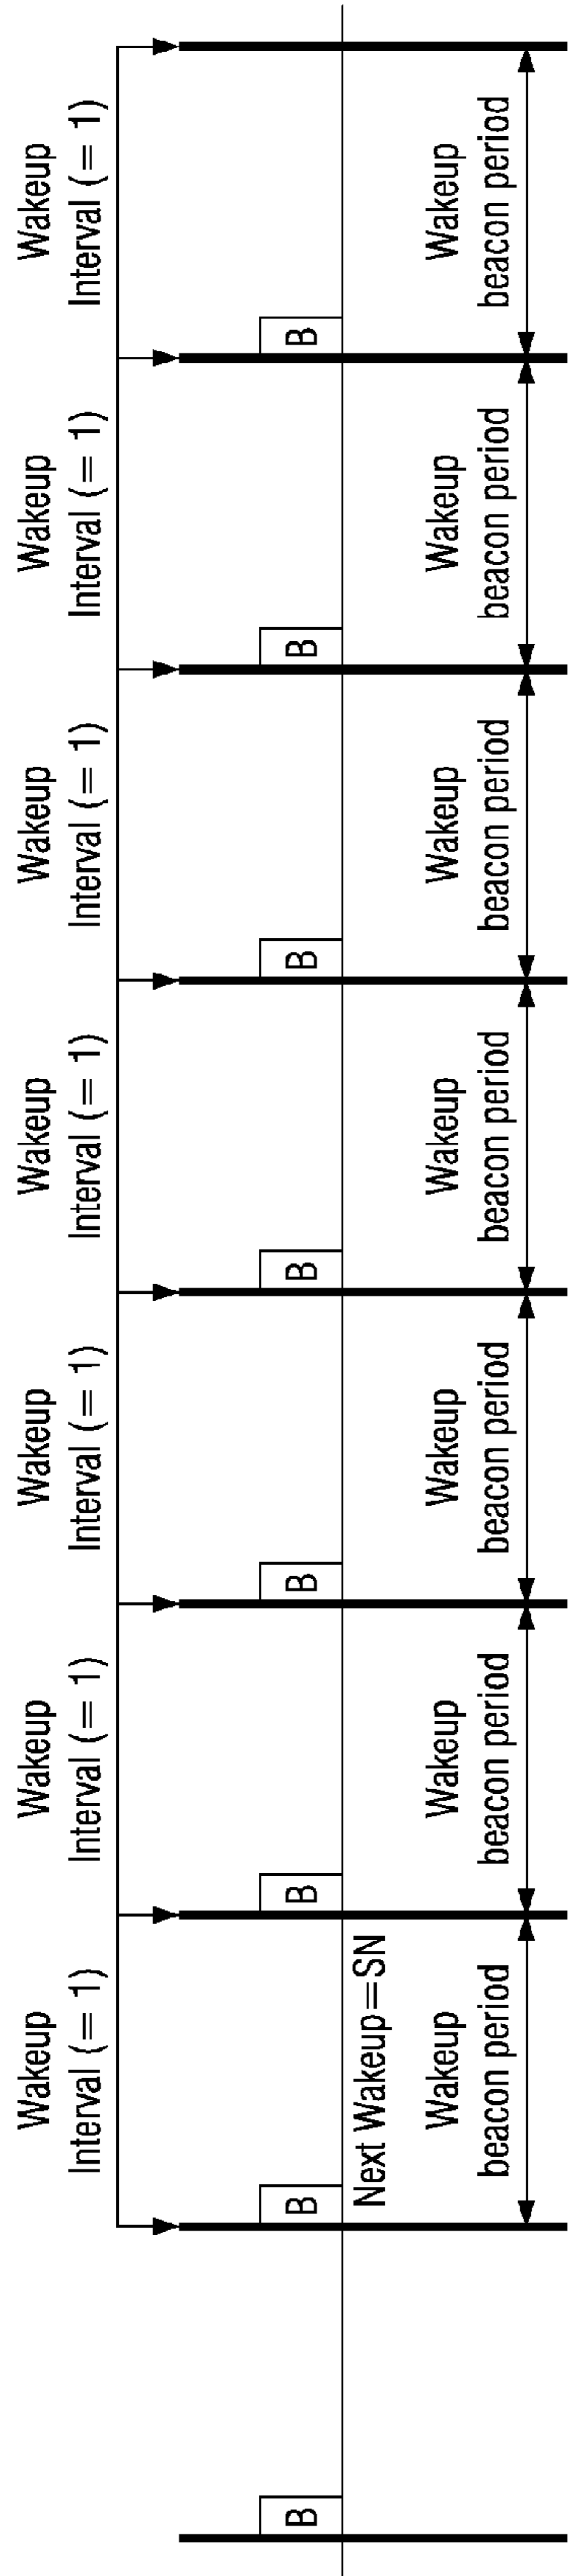 Wakeup
Interval (= 1)
Wakeup
Interval (= 1)
Wakeup
Interval (= 1)
Wakeup
Interval (= 1)
Wakeup
Interval (= 1)
Wakeup
Interval (= 1)
Wakeup
Interval (= 1)
B
B
B
B
B
B
B
B
Next Wakeup=SN
Wakeup
beacon period
Wakeup
beacon period
Wakeup
beacon period
Wakeup
beacon period
Wakeup
beacon period
Wakeup
beacon period
Wakeup
beacon period